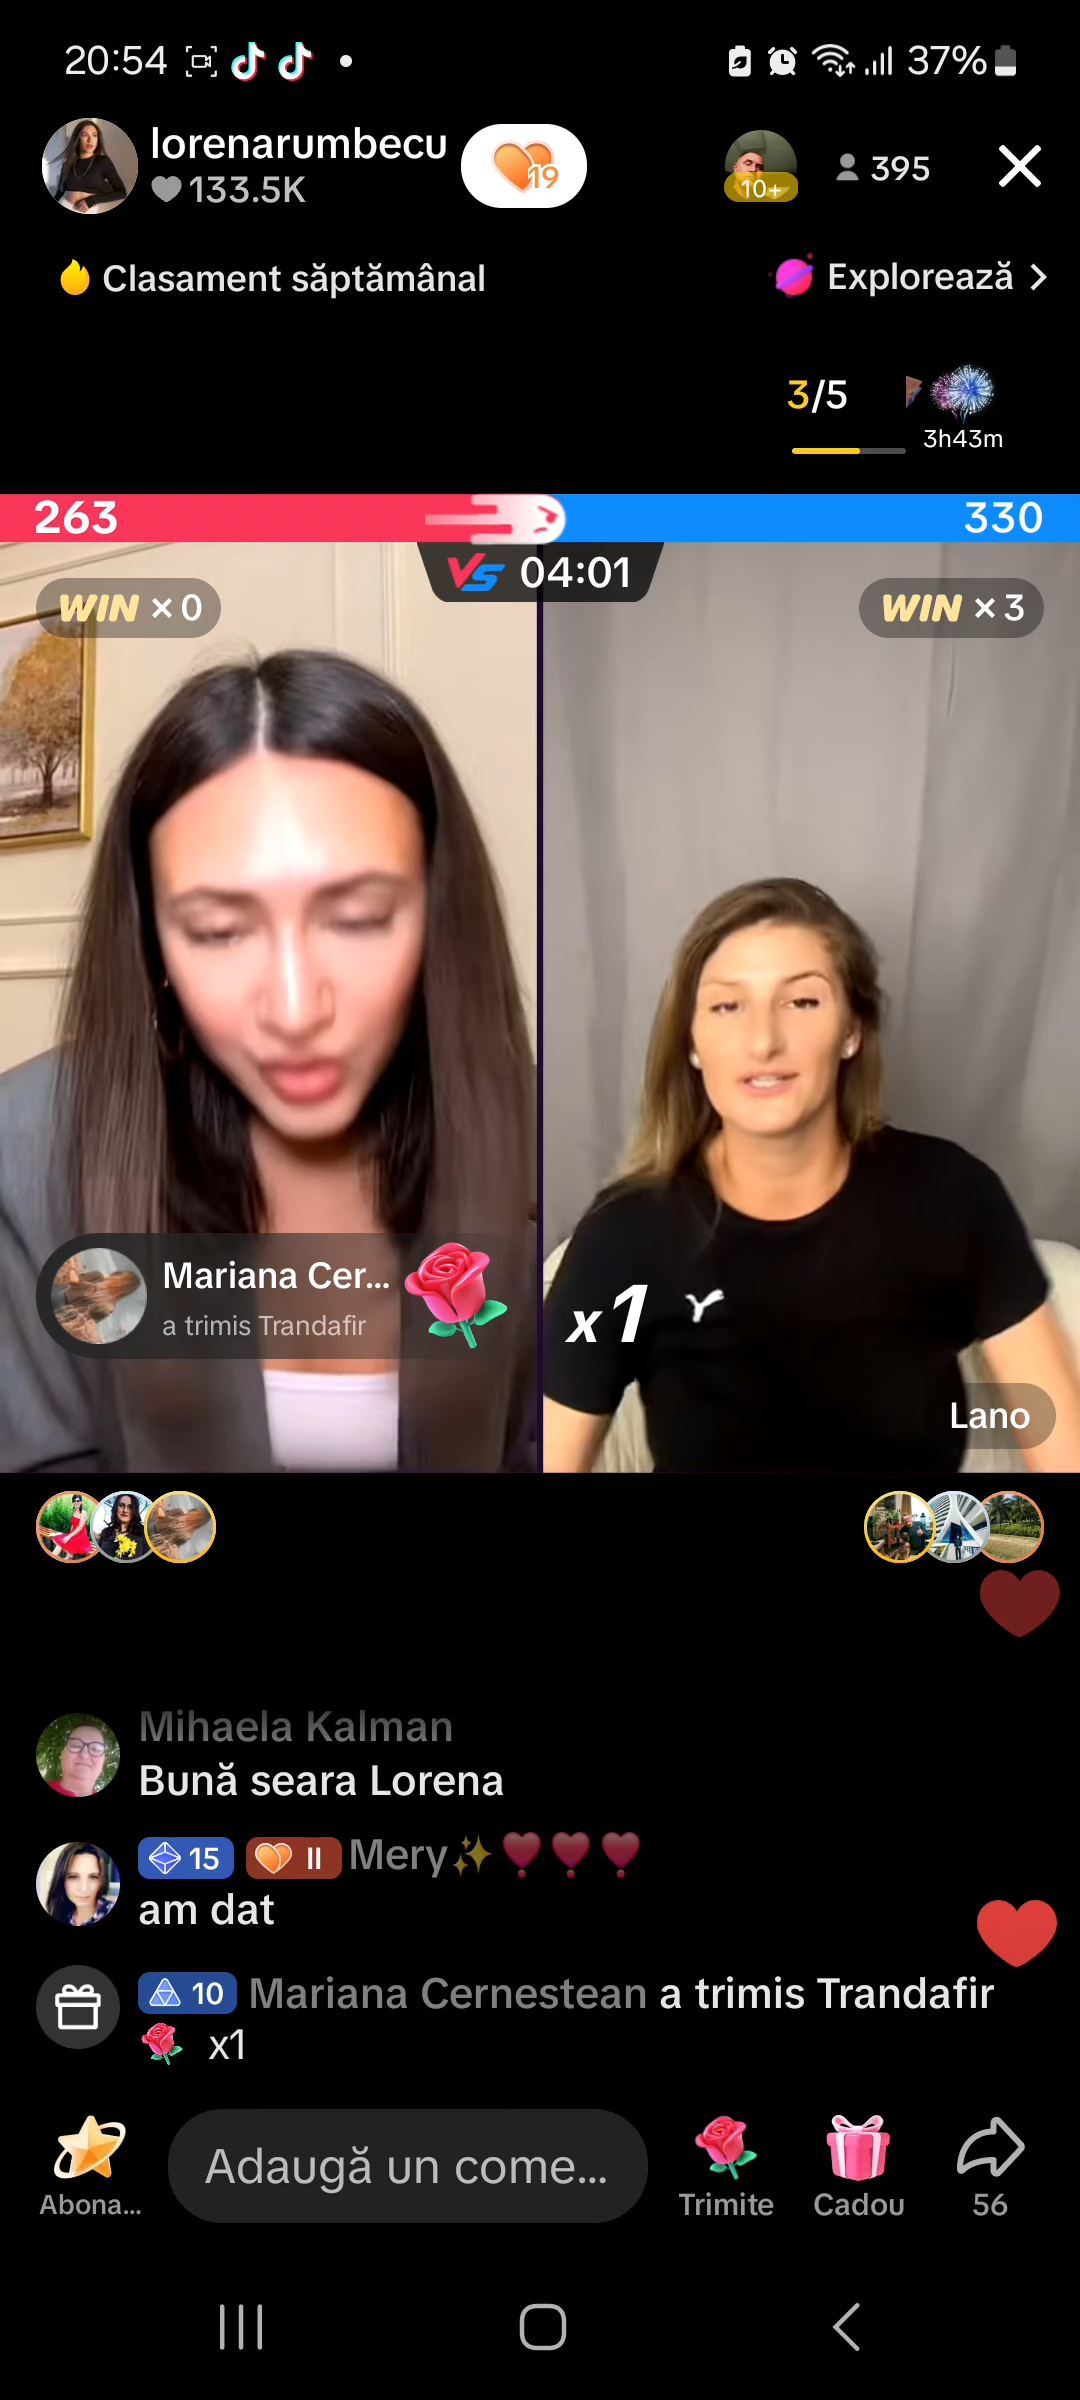 20:54
37%
lorenarumbecu
133.5K
19
10+
395
Clasament săptămânal
Explorează
3/5
3h43m
263
330
VS 04:01
WIN × 0
WIN × 3
Mariana Cer...
a trimis Trandafir
x1
Lano
Mihaela Kalman
Bună seara Lorena
15 II Mery✨❣️❣️❣️
am dat
10 Mariana Cernestean a trimis Trandafir
x1
Abona...
Adaugă un come...
Trimite
Cadou
56